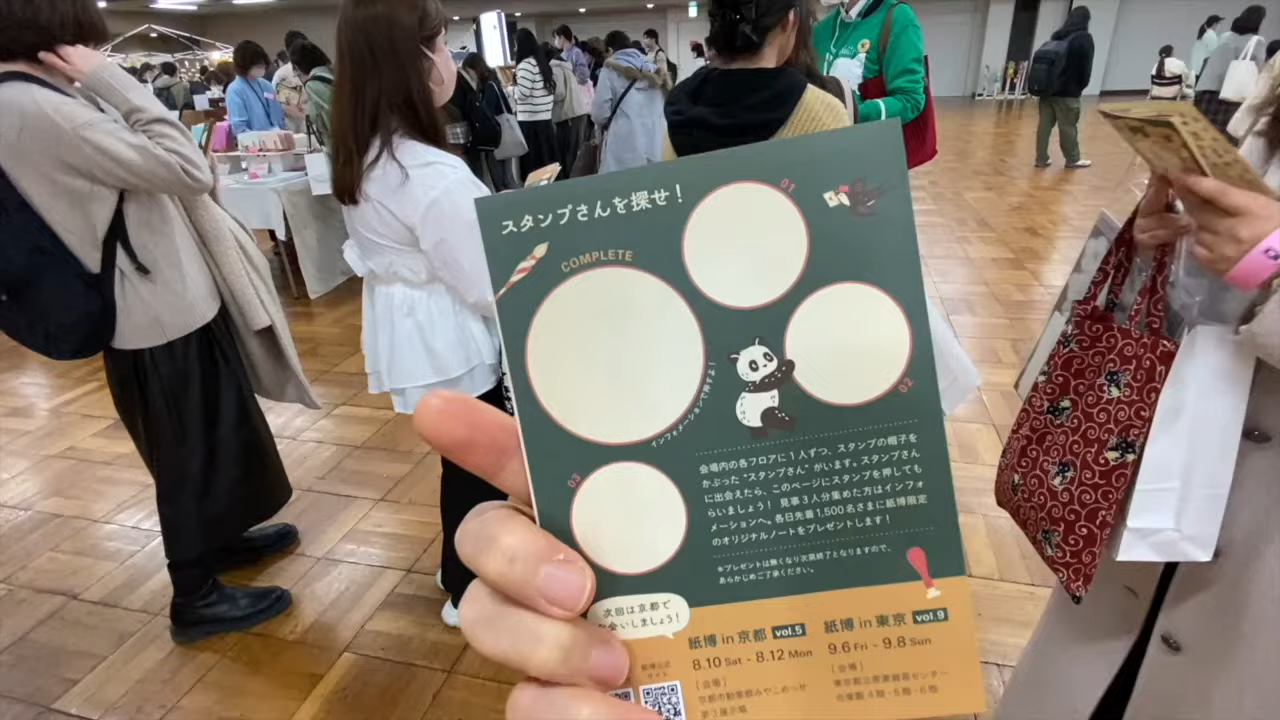 スタンプさんを探せ！
COMPLETE
01
02
インフォメーションで押すよ！
03
会場内の各フロアに1人ずつ、スタンプの帽子を
かぶった“スタンプさん”がいます。スタンプさん
に出会えたら、このページにスタンプを押しても
らいましょう！ 見事3人分集めた方はインフォ
メーションへ。各日先着1,500名さまに紙博限定
のオリジナルノートをプレゼントします！
※プレゼントは無くなり次第終了となりますので、
あらかじめご了承ください。
次回は京都で
会いしましょう！
紙博公式
サイト
紙博 in 京都 vol.5
8.10 Sat - 8.12 Mon
［会場］
京都市勧業館みやこめっせ
第3展示場
紙博 in 東京 vol.9
9.6 Fri - 9.8 Sun
［会場］
東京都立産業貿易センター
台東館 4階・5階・6階